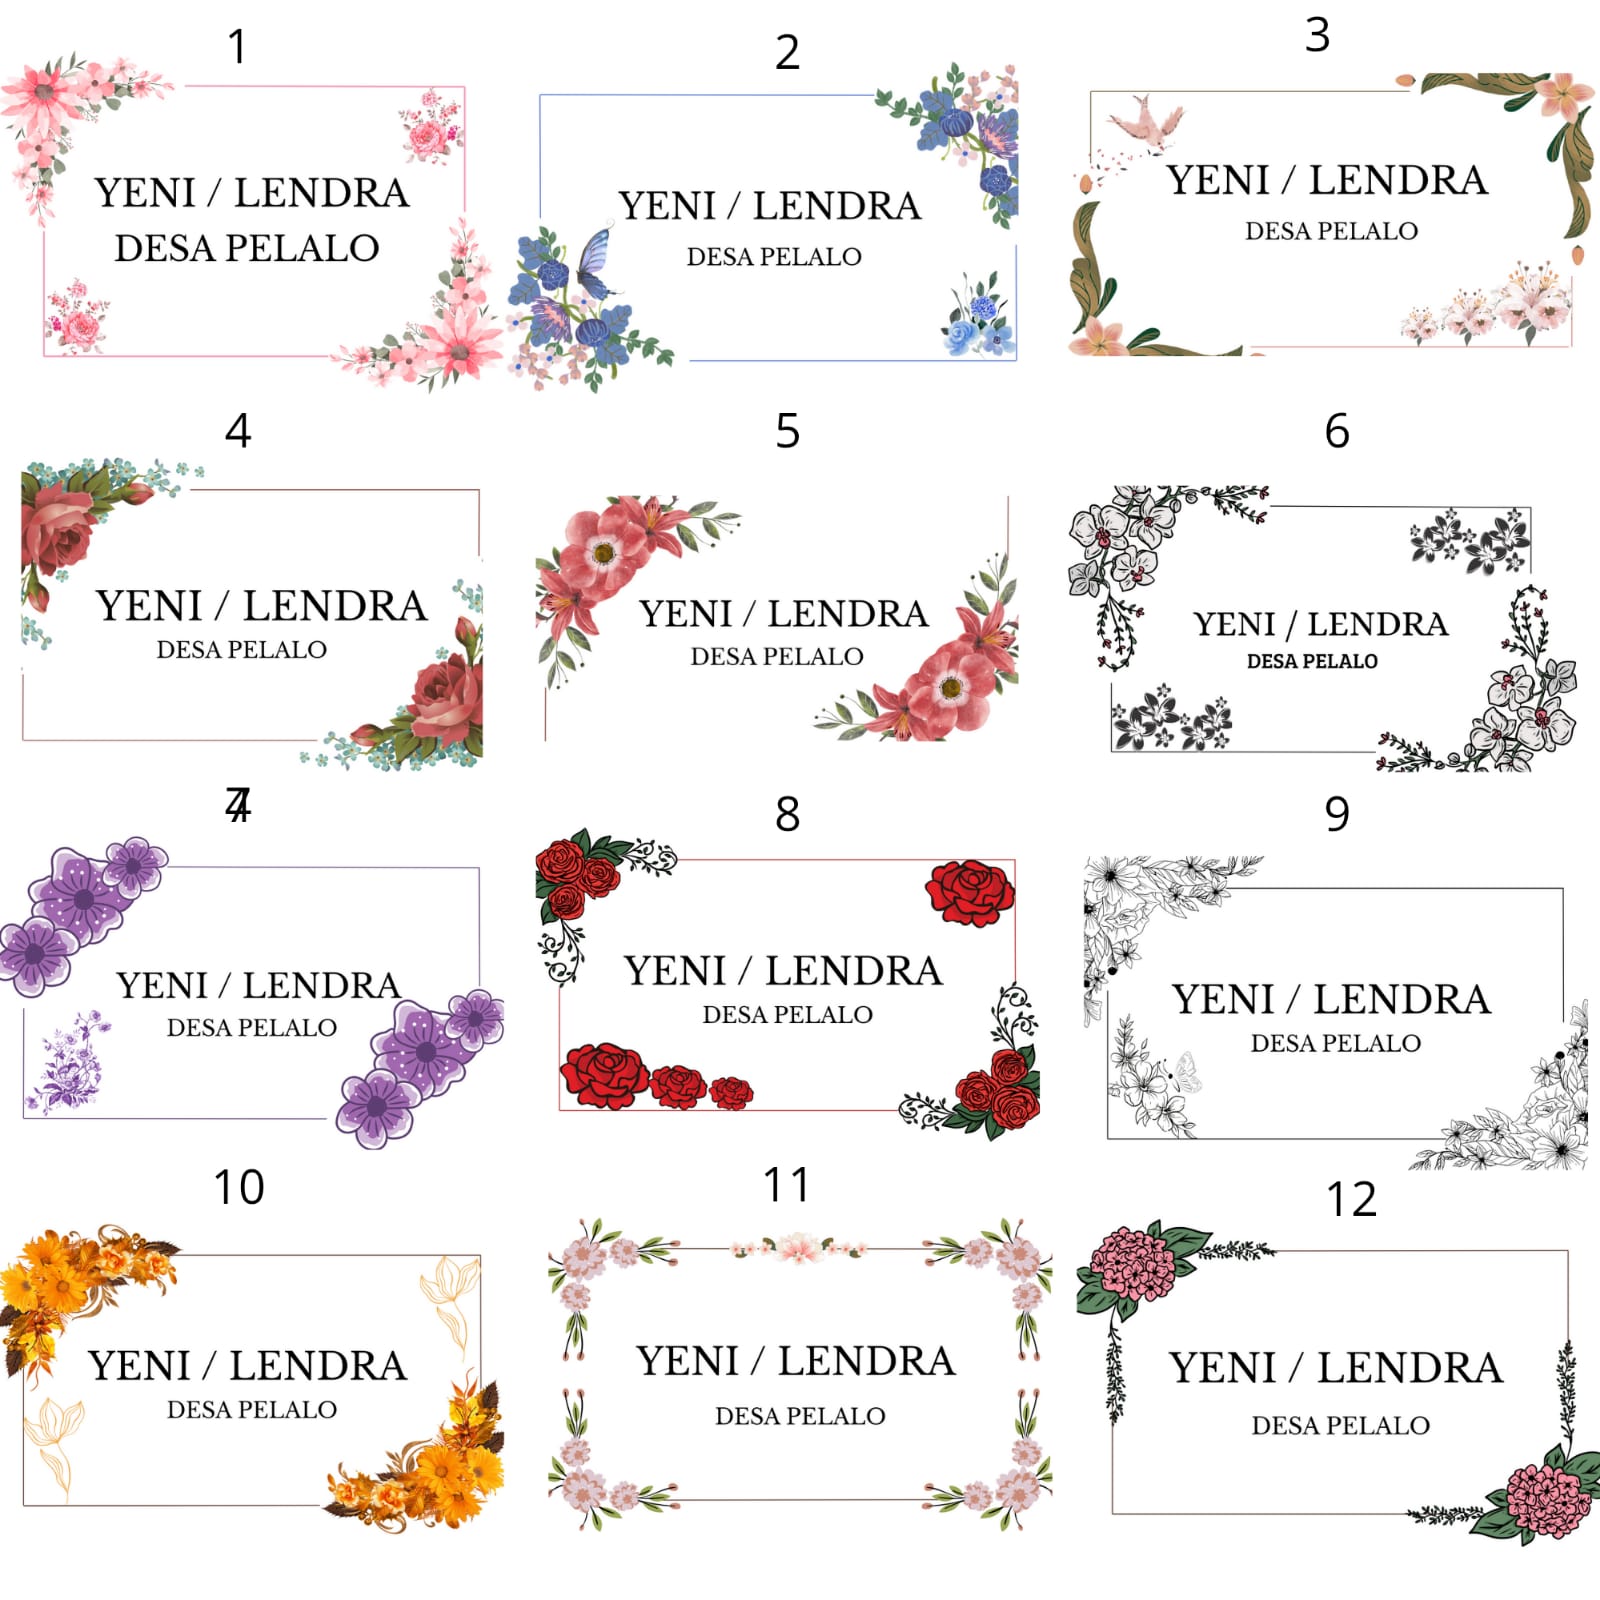 1
YENI / LENDRA
DESA PELALO
2
YENI / LENDRA
DESA PELALO
3
YENI / LENDRA
DESA PELALO
4
YENI / LENDRA
DESA PELALO
5
YENI / LENDRA
DESA PELALO
6
YENI / LENDRA
DESA PELALO
7
YENI / LENDRA
DESA PELALO
8
YENI / LENDRA
DESA PELALO
9
YENI / LENDRA
DESA PELALO
10
YENI / LENDRA
DESA PELALO
11
YENI / LENDRA
DESA PELALO
12
YENI / LENDRA
DESA PELALO